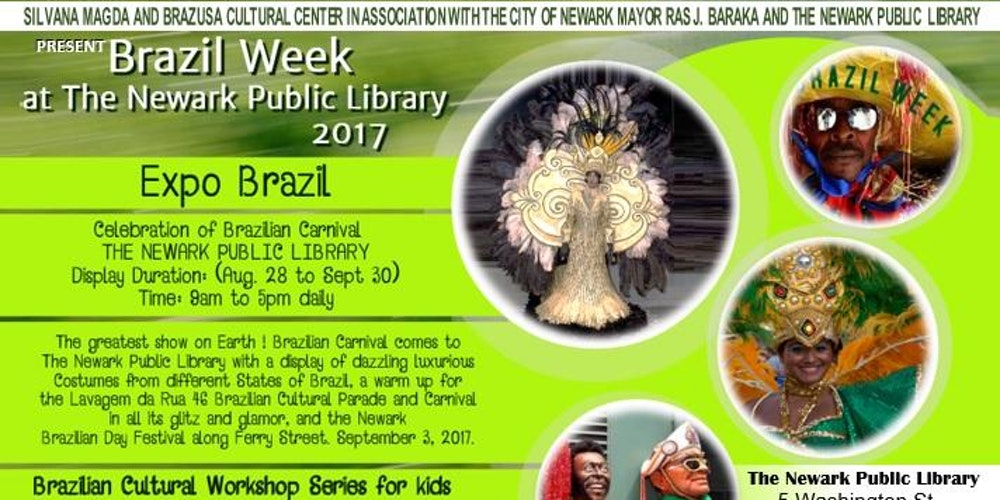 SILVANA MAGDA AND BRAZUSA CULTURAL CENTER IN ASSOCIATION WITH THE CITY OF NEWARK MAYOR RAS J. BARAKA AND THE NEWARK PUBLIC LIBRARY
PRESENT Brazil Week
at The Newark Public Library
2017
Expo Brazil
Celebration of Brazilian Carnival
THE NEWARK PUBLIC LIBRARY
Display Duration: (Aug. 28 to Sept 30)
Time: 9am to 5pm daily
The greatest show on Earth ! Brazilian Carnival comes to
The Newark Public Library with a display of dazzling luxurious
Costumes from different States of Brazil, a warm up for
the Lavagem da Rua 46 Brazilian Cultural Parade and Carnival
in all its glitz and glamor, and the Newark
Brazilian Day Festival along Ferry Street. September 3, 2017.
Brazilian Cultural Workshop Series for kids
RAZIL WEEK
The Newark Public Library
5 Washington St